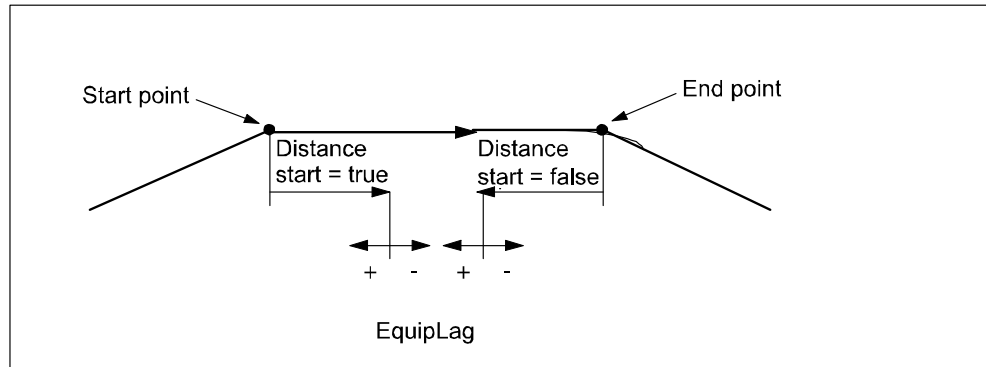 Start point
End point
Distance
start = true
Distance
start = false
+ - + -
EquipLag